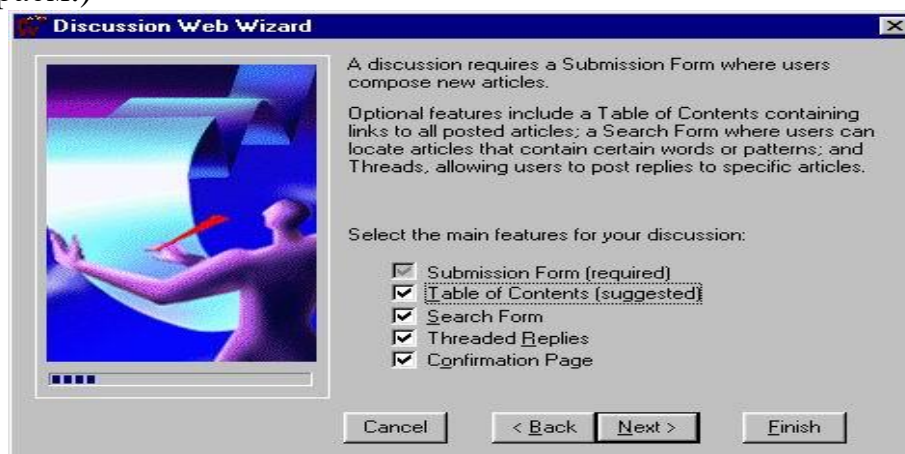 Discussion Web Wizard
A discussion requires a Submission Form where users
compose new articles.
Optional features include a Table of Contents containing
links to all posted articles; a Search Form where users can
locate articles that contain certain words or patterns; and
Threads, allowing users to post replies to specific articles.
Select the main features for your discussion:
Submission Form (required)
Table of Contents (suggested)
Search Form
Threaded Replies
Confirmation Page
Cancel < Back Next > Finish